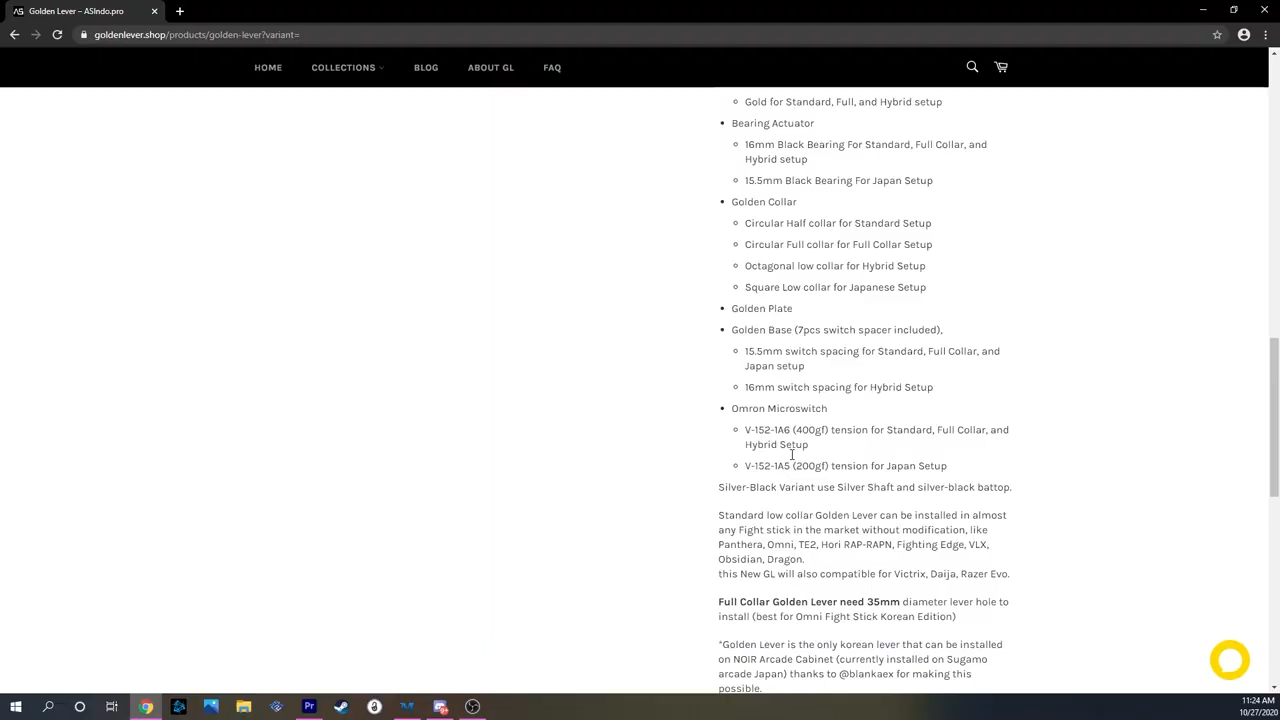 Golden Lever – ASIndo.pro
goldenlever.shop/products/golden-lever?variant=
HOME COLLECTIONS BLOG ABOUT GL FAQ
Gold for Standard, Full, and Hybrid setup
Bearing Actuator
16mm Black Bearing For Standard, Full Collar, and
Hybrid setup
15.5mm Black Bearing For Japan Setup
Golden Collar
Circular Half collar for Standard Setup
Circular Full collar for Full Collar Setup
Octagonal low collar for Hybrid Setup
Square Low collar for Japanese Setup
Golden Plate
Golden Base (7pcs switch spacer included),
15.5mm switch spacing for Standard, Full Collar, and
Japan setup
16mm switch spacing for Hybrid Setup
Omron Microswitch
V-152-1A6 (400gf) tension for Standard, Full Collar, and
Hybrid Setup
V-152-1A5 (200gf) tension for Japan Setup
Silver-Black Variant use Silver Shaft and silver-black battop.
Standard low collar Golden Lever can be installed in almost
any Fight stick in the market without modification, like
Panthera, Omni, TE2, Hori RAP-RAPN, Fighting Edge, VLX,
Obsidian, Dragon.
this New GL will also compatible for Victrix, Daija, Razer Evo.
Full Collar Golden Lever need 35mm diameter lever hole to
install (best for Omni Fight Stick Korean Edition)
*Golden Lever is the only korean lever that can be installed
on NOIR Arcade Cabinet (currently installed on Sugamo
arcade Japan) thanks to @blankaex for making this
possible.
11:24 AM
10/27/2020